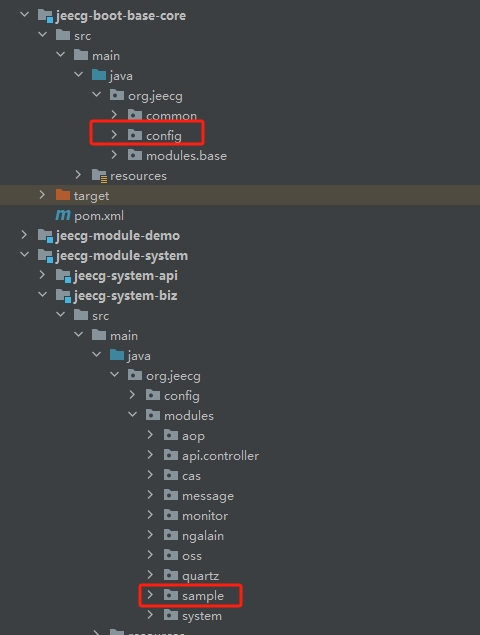 jeecg-boot-base-core
src
main
java
org.jeecg
common
config
modules.base
resources
target
pom.xml
jeecg-module-demo
jeecg-module-system
jeecg-system-api
jeecg-system-biz
src
main
java
org.jeecg
config
modules
aop
api.controller
cas
message
monitor
ngalain
oss
quartz
sample
system
resources